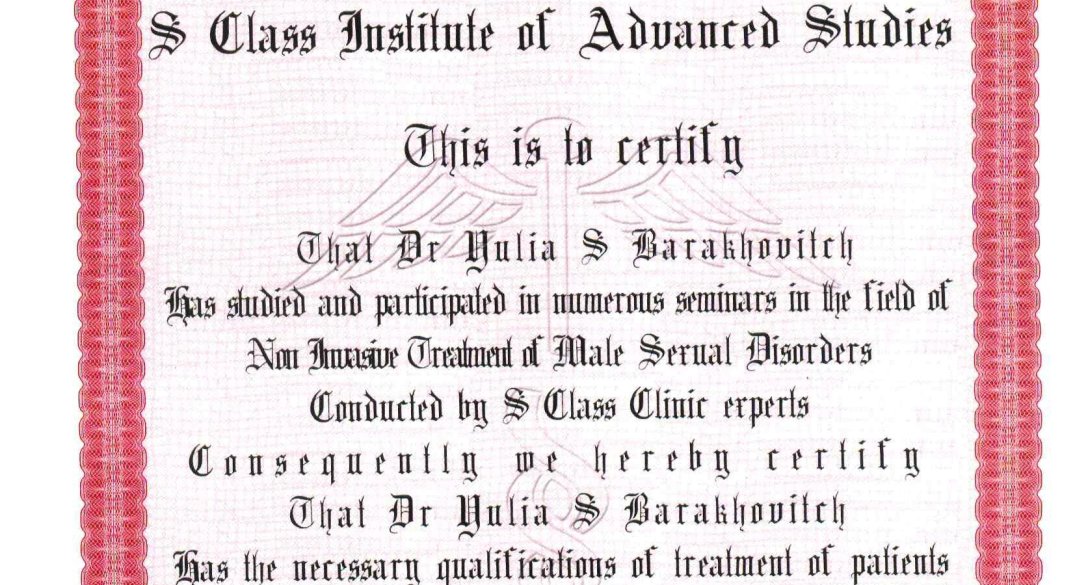 S Class Institute of Advanced Studies
This is to certify
That Dr Yulia S Barakhovitch
Has studied and participated in numerous seminars in the field of
Non Invasive Treatment of Male Sexual Disorders
Conducted by S Class Clinic experts
Consequently we hereby certify
That Dr Yulia S Barakhovitch
Has the necessary qualifications of treatment of patients